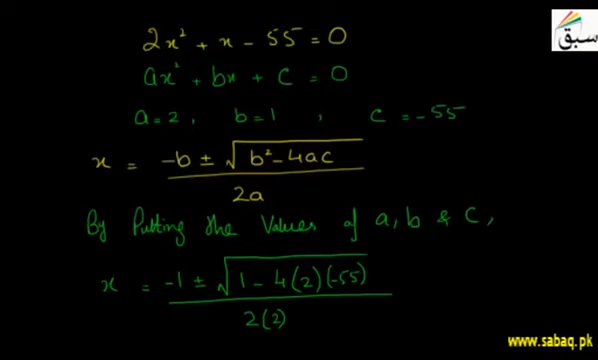 سبق
2x² + x - 55 = 0
ax² + bx + c = 0
a = 2 , b = 1 , c = -55
x = -b ± √(b² - 4ac) / 2a
By Putting the Values of a, b & c,
x = -1 ± √(1 - 4(2)(-55)) / 2(2)
www.sabaq.pk